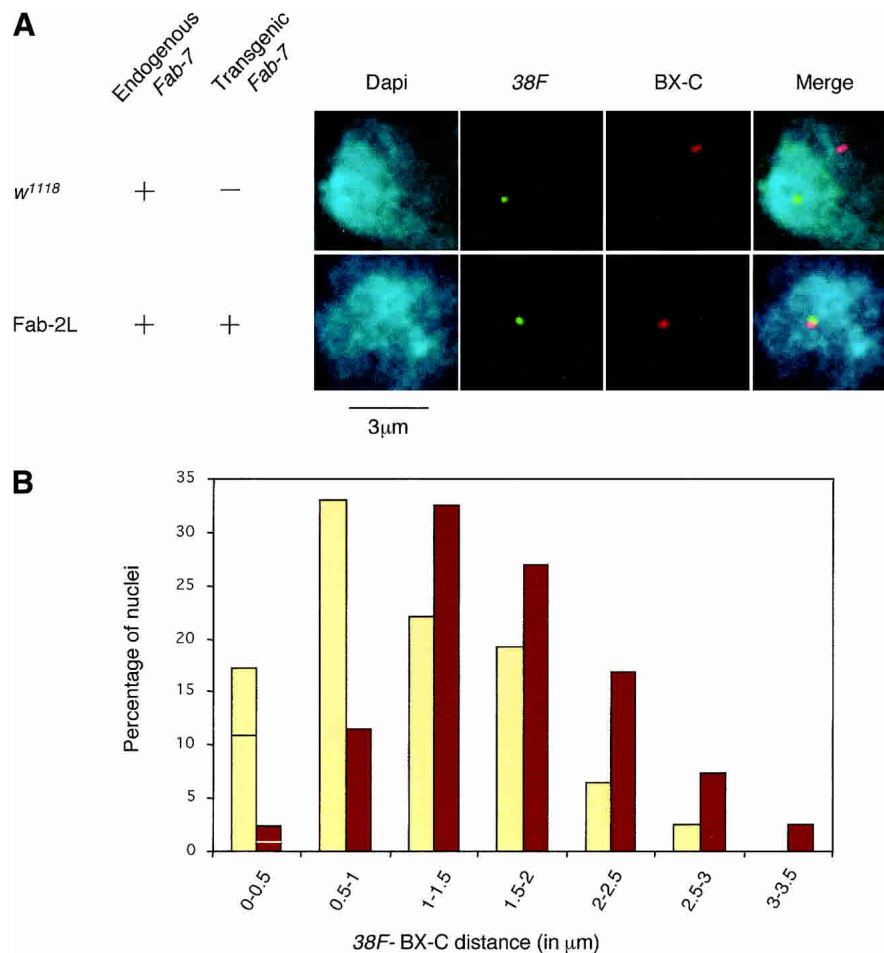 A
Endogenous Fab-7
Transgenic Fab-7
Dapi
38F
BX-C
Merge
w1118
+
−
Fab-2L
+
+
3μm
B
35
30
25
20
15
10
5
0
Percentage of nuclei
0-0.5
0.5-1
1-1.5
1.5-2
2-2.5
2.5-3
3-3.5
38F- BX-C distance (in μm)